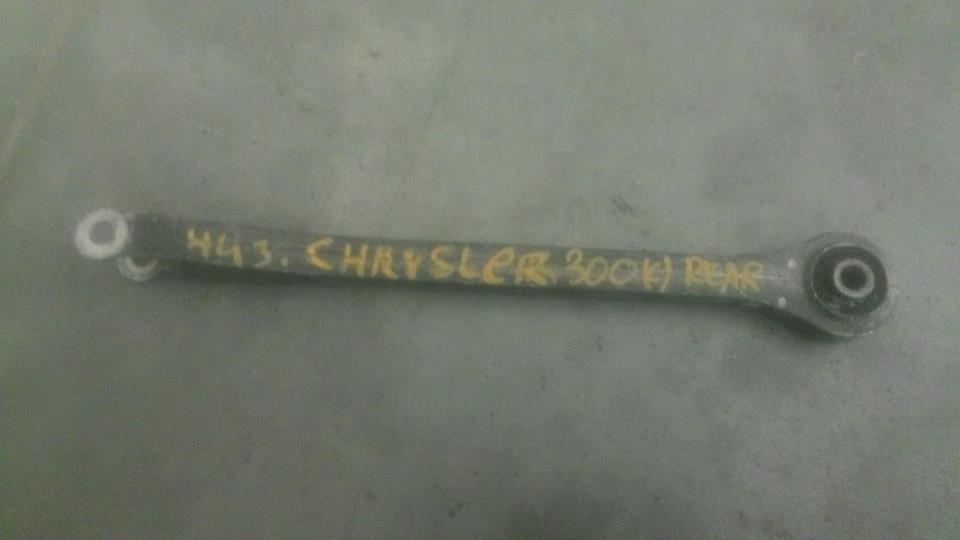 443. CHRYSLER 300(C) REAR